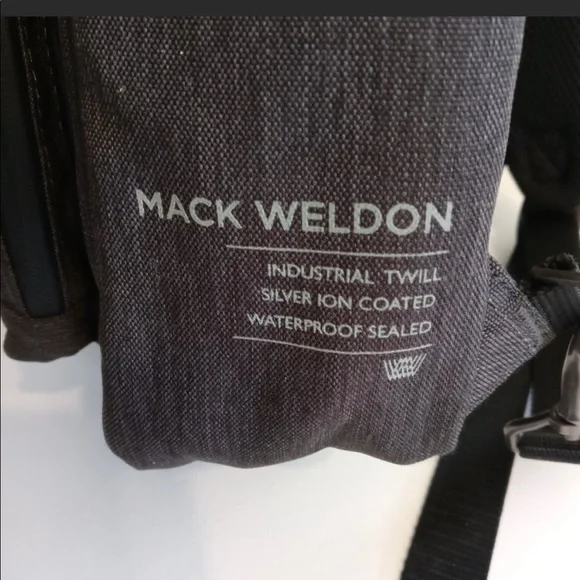 MACK WELDON
INDUSTRIAL TWILL
SILVER ION COATED
WATERPROOF SEALED